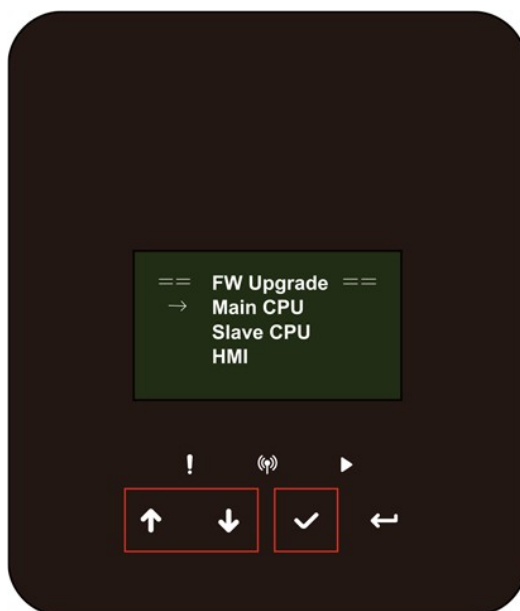 == FW Upgrade ==
→ Main CPU
Slave CPU
HMI